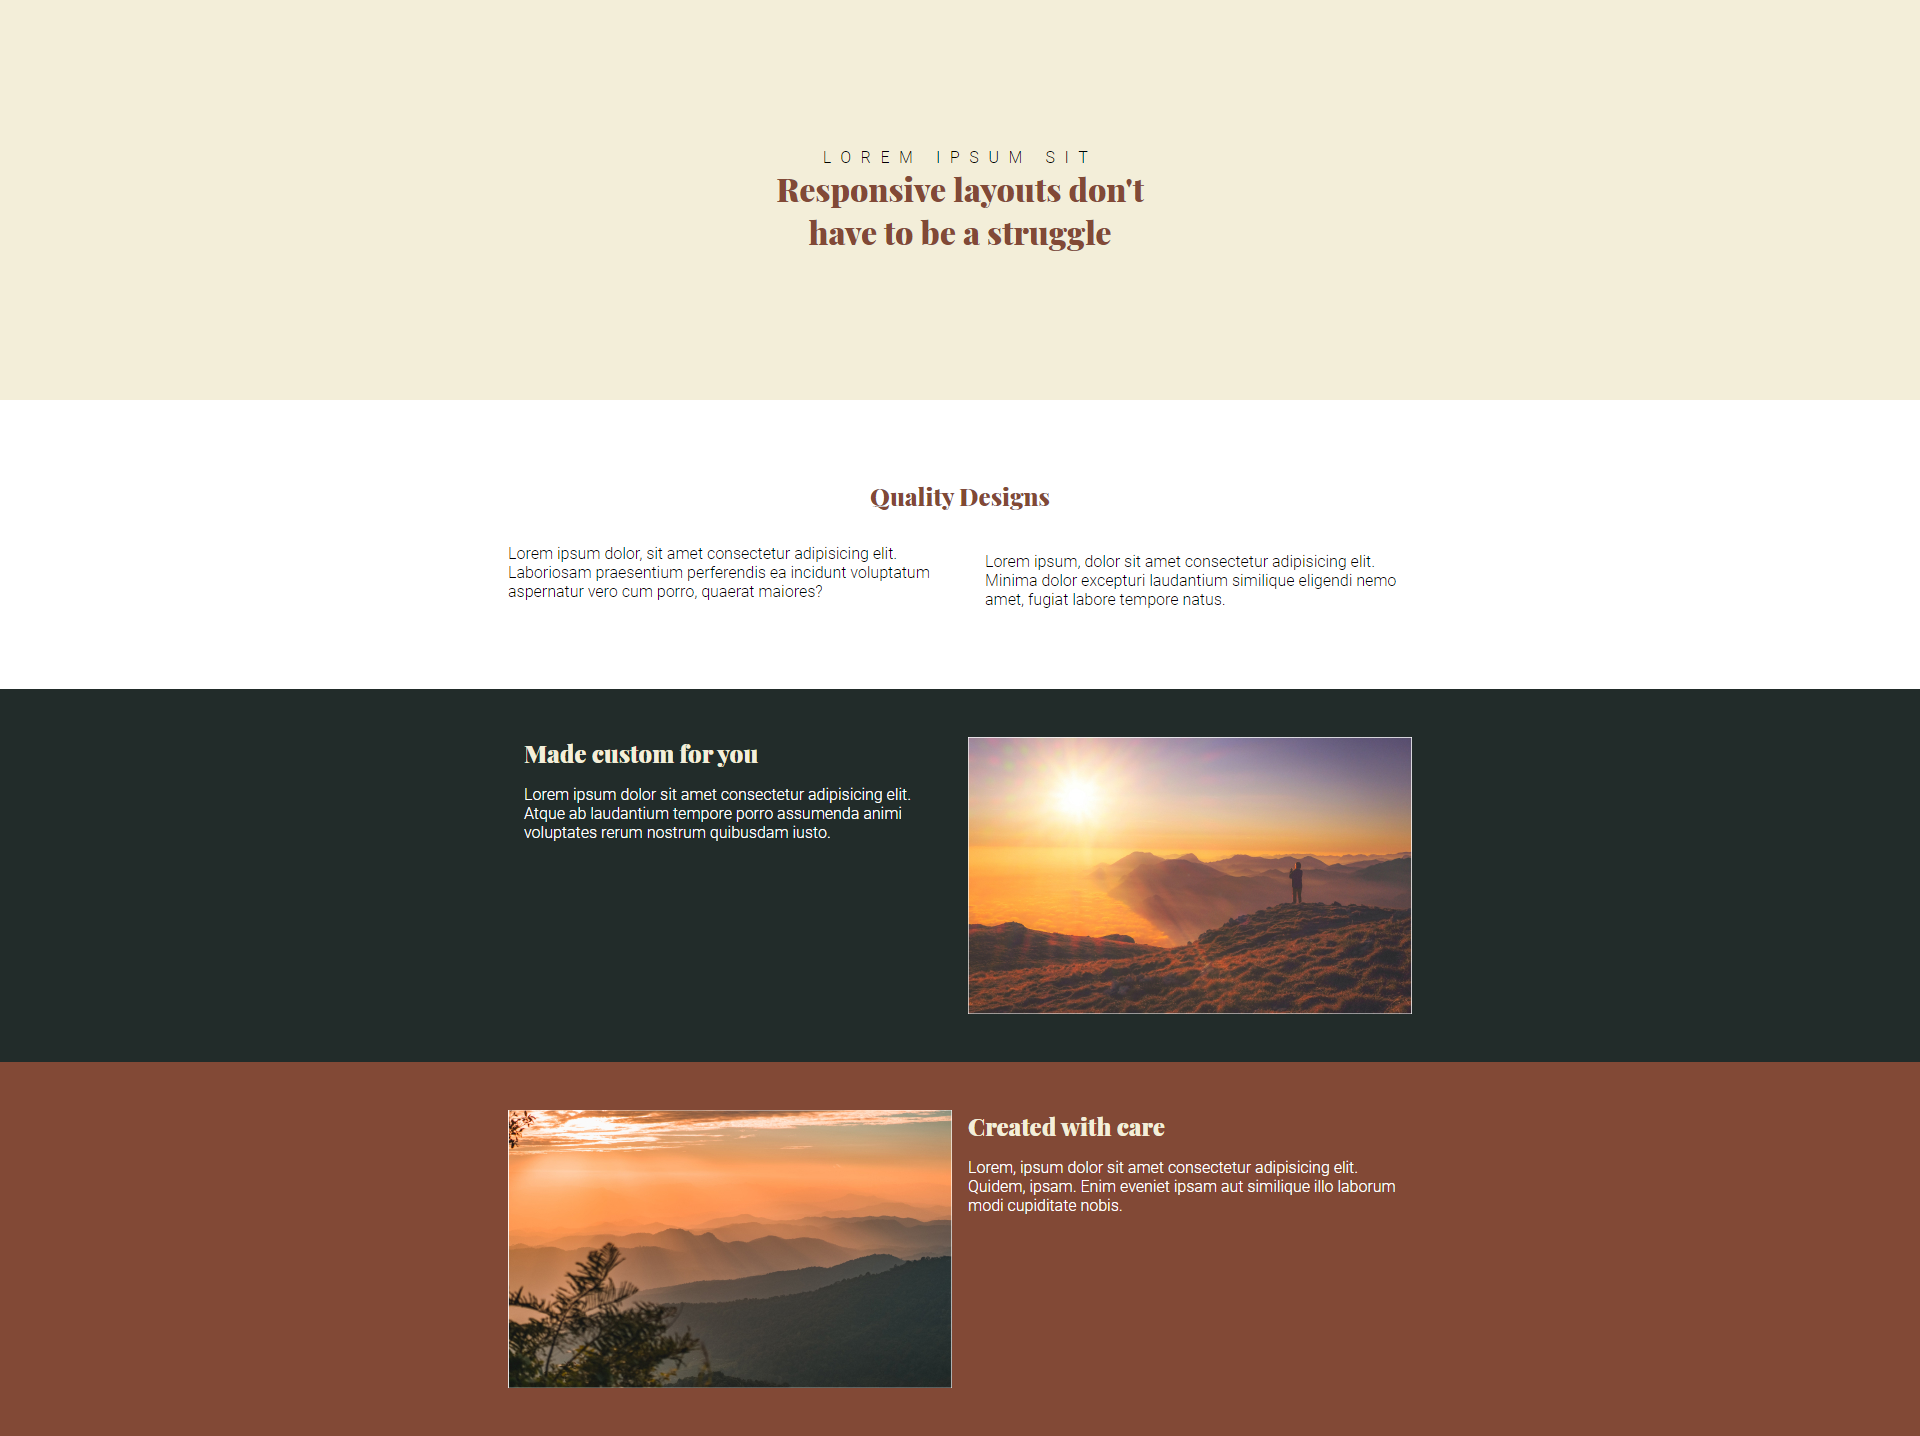 LOREM IPSUM SIT
Responsive layouts don't
have to be a struggle
Quality Designs
Lorem ipsum dolor, sit amet consectetur adipisicing elit.
Laboriosam praesentium perferendis ea incidunt voluptatum
aspernatur vero cum porro, quaerat maiores?
Lorem ipsum, dolor sit amet consectetur adipisicing elit.
Minima dolor excepturi laudantium similique eligendi nemo
amet, fugiat labore tempore natus.
Made custom for you
Lorem ipsum dolor sit amet consectetur adipisicing elit.
Atque ab laudantium tempore porro assumenda animi
voluptates rerum nostrum quibusdam iusto.
Created with care
Lorem, ipsum dolor sit amet consectetur adipisicing elit.
Quidem, ipsam. Enim eveniet ipsam aut similique illo laborum
modi cupiditate nobis.